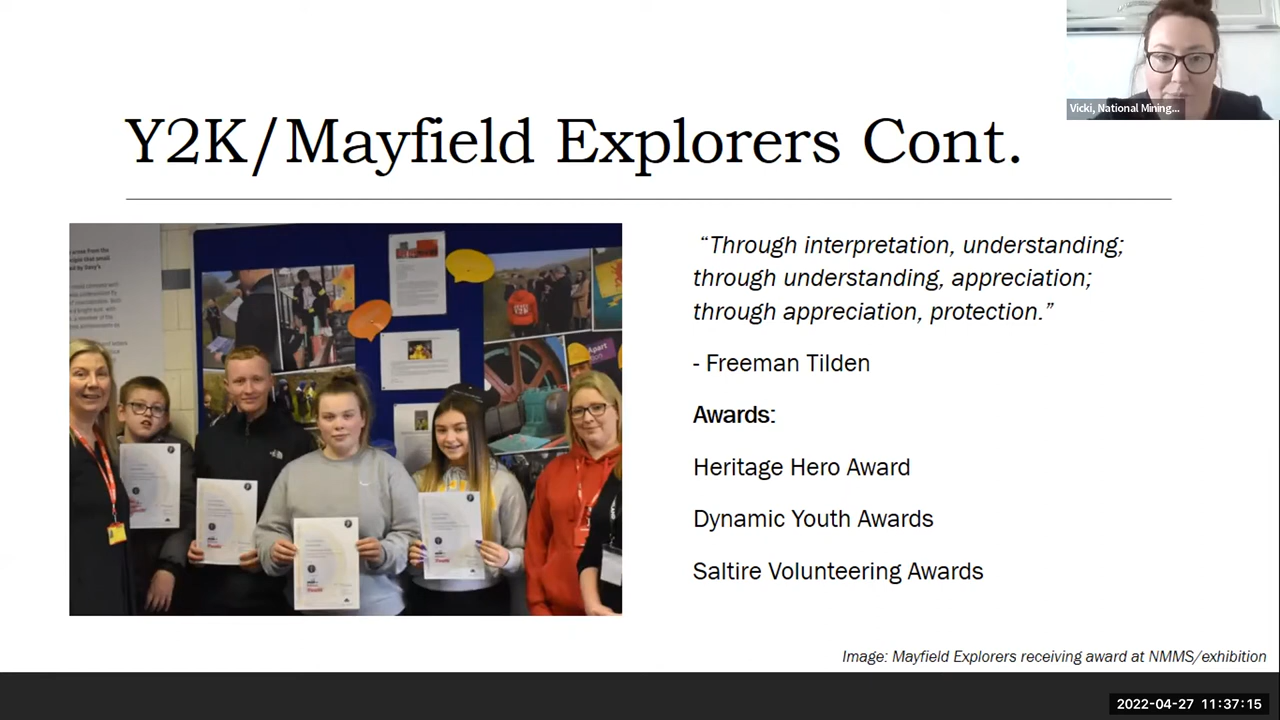 Vicki, National Mining...
Y2K/Mayfield Explorers Cont.
“Through interpretation, understanding;
through understanding, appreciation;
through appreciation, protection.”
- Freeman Tilden
Awards:
Heritage Hero Award
Dynamic Youth Awards
Saltire Volunteering Awards
Y2K
Apart
Image: Mayfield Explorers receiving award at NMMS/exhibition
2022-04-27 11:37:15